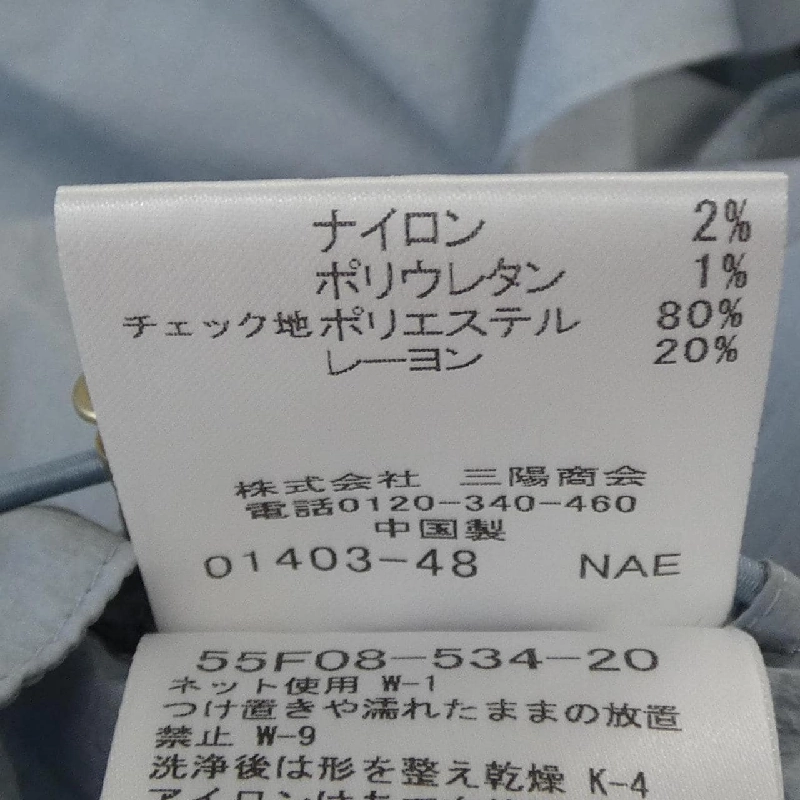 ナイロン 2%
ポリウレタン 1%
チェック地ポリエステル 80%
レーヨン 20%
株式会社 三陽商会
電話0120-340-460
中国製
01403-48 NAE
55F08-534-20
ネット使用 W-1
つけ置きや濡れたままの放置
禁止 W-9
洗浄後は形を整え乾燥 K-4